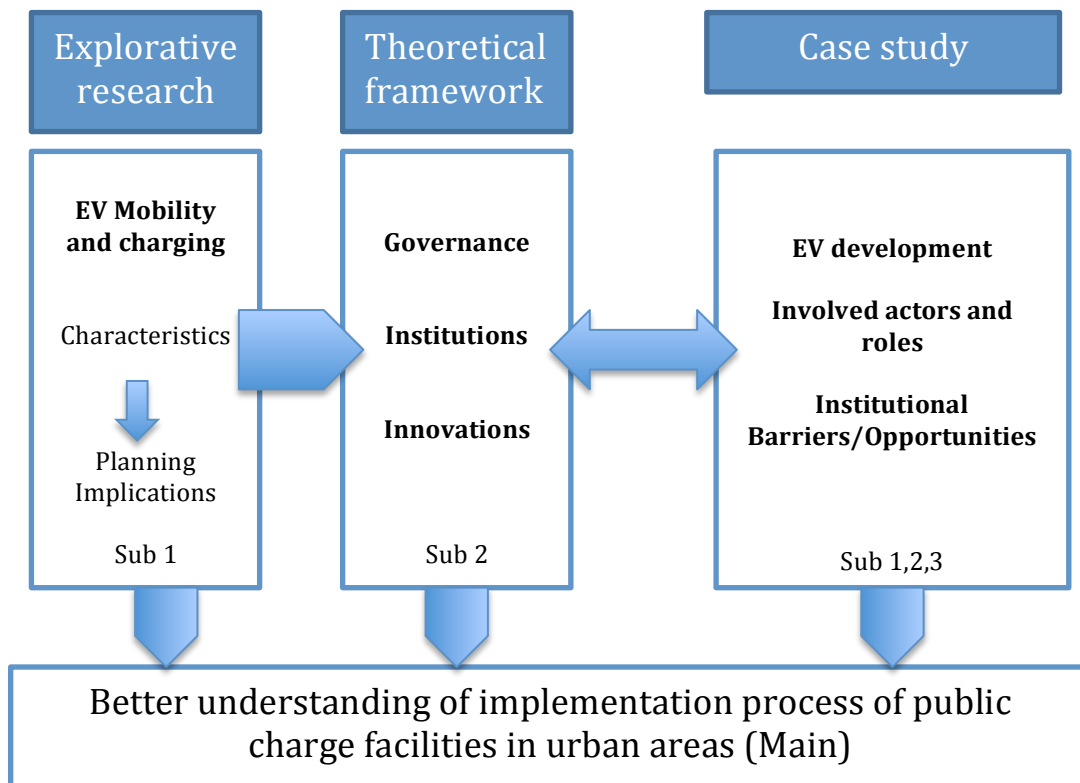 Explorative
research
Theoretical
framework
Case study
EV Mobility
and charging
Characteristics
Planning
Implications
Sub 1
Governance
Institutions
Innovations
Sub 2
EV development
Involved actors and
roles
Institutional
Barriers/Opportunities
Sub 1,2,3
Better understanding of implementation process of public
charge facilities in urban areas (Main)